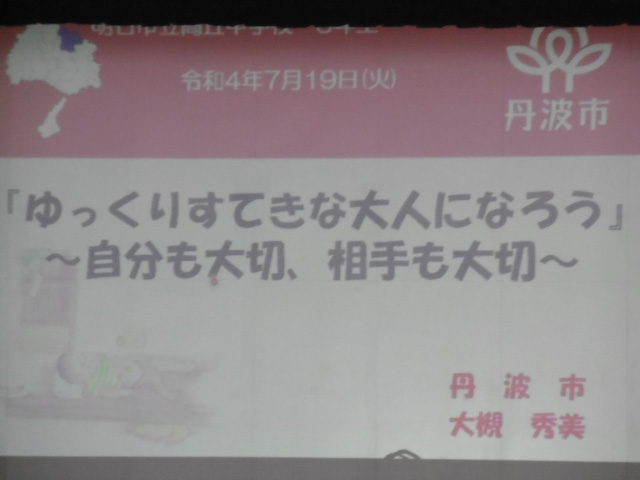 令和4年7月19日(火)
丹波市
『ゆっくりすてきな大人になろう』
～自分も大切、相手も大切～
丹 波 市
大槻 秀美